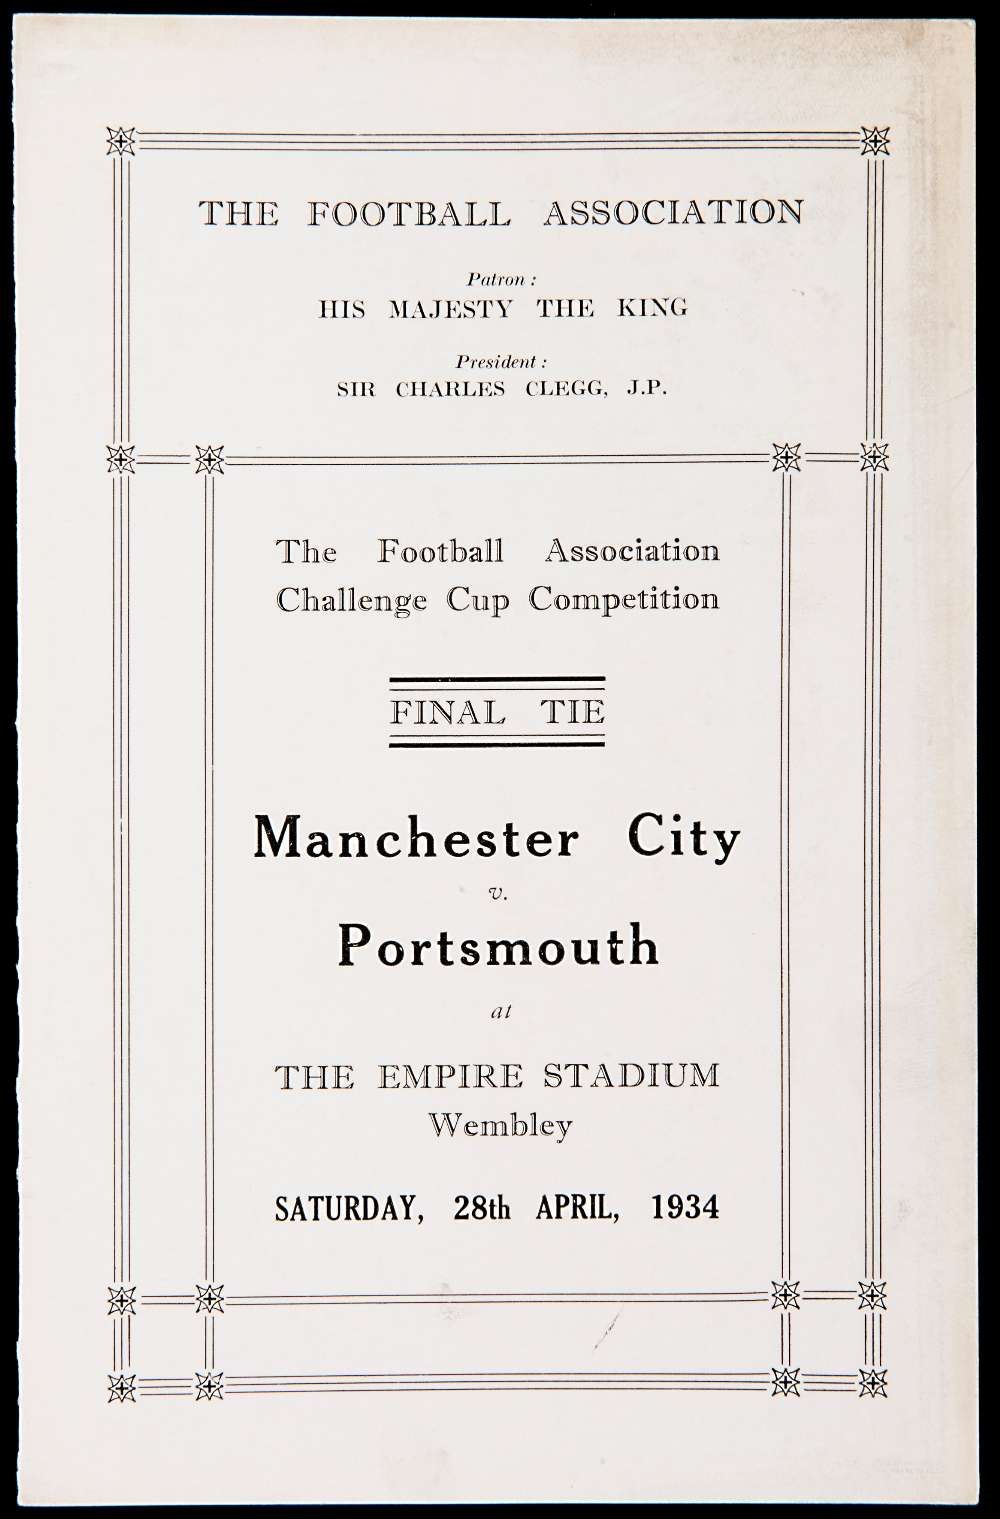 THE FOOTBALL ASSOCIATION
Patron :
HIS MAJESTY THE KING
President :
SIR CHARLES CLEGG, J.P.
The Football Association
Challenge Cup Competition
FINAL TIE
Manchester City
v.
Portsmouth
at
THE EMPIRE STADIUM
Wembley
SATURDAY, 28th APRIL, 1934